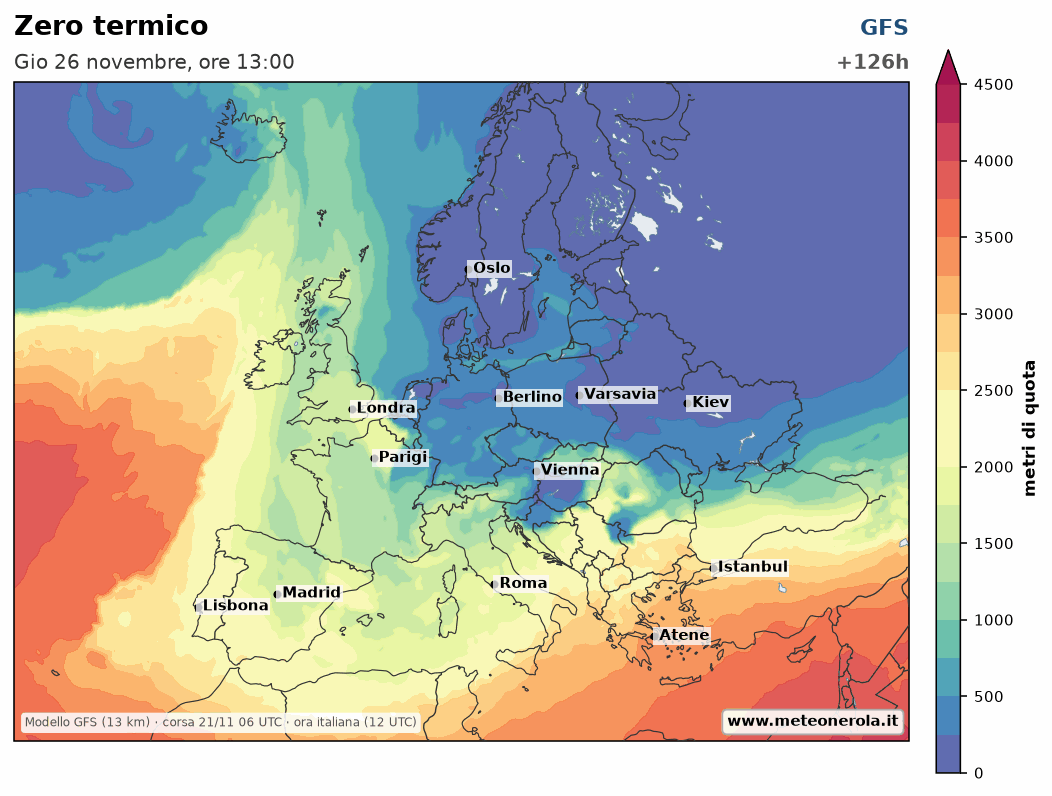 Zero termico
GFS
Gio 26 novembre, ore 13:00
+126h
4500
4000
3500
3000
2500
2000
1500
1000
500
0
metri di quota
Oslo
Londra
Berlino
Varsavia
Kiev
Parigi
Vienna
Istanbul
Roma
Madrid
Lisbona
Atene
Modello GFS (13 km) · corsa 21/11 06 UTC · ora italiana (12 UTC)
www.meteonerola.it